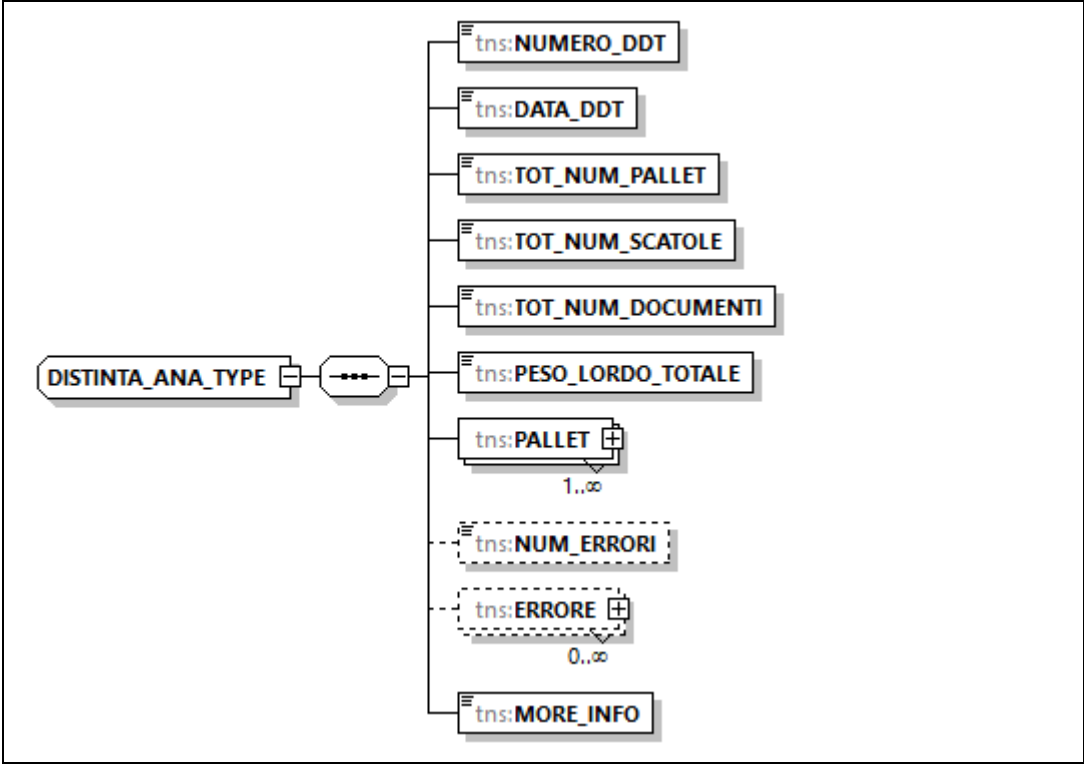 tns:NUMERO_DDT
tns:DATA_DDT
tns:TOT_NUM_PALLET
tns:TOT_NUM_SCATOLE
tns:TOT_NUM_DOCUMENTI
DISTINTA_ANA_TYPE
tns:PESO_LORDO_TOTALE
tns:PALLET
1..∞
tns:NUM_ERRORI
tns:ERRORE
0..∞
tns:MORE_INFO